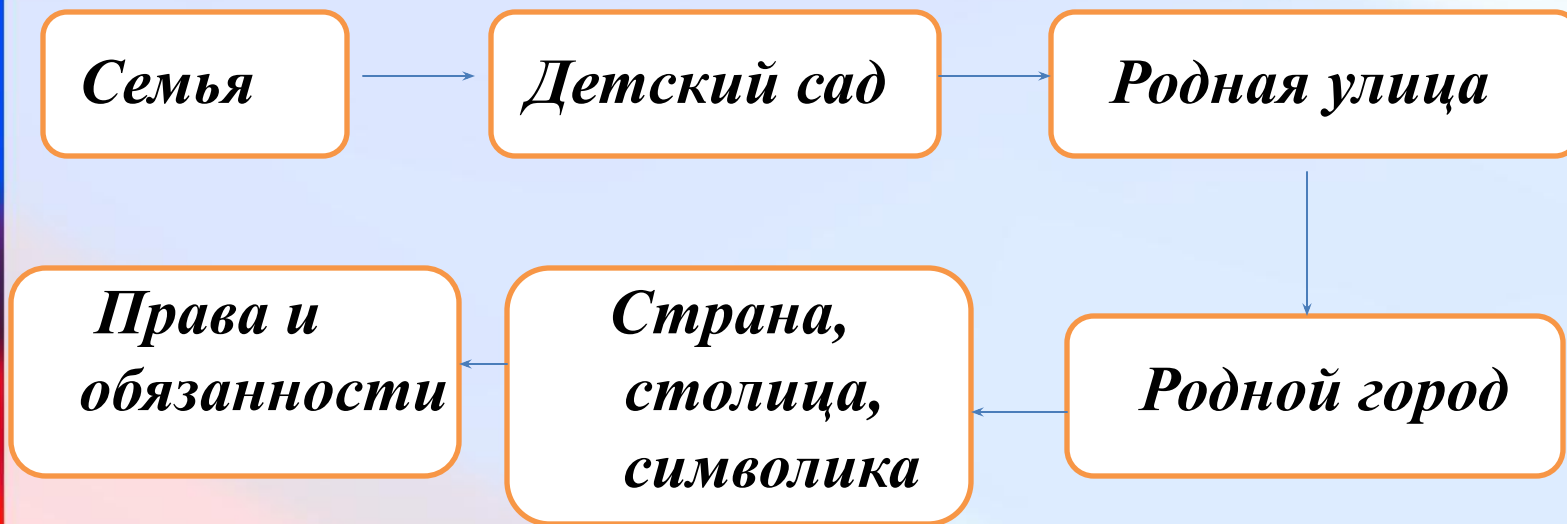 Семья
Детский сад
Родная улица
Родной город
Страна,
столица,
символика
Права и
обязанности